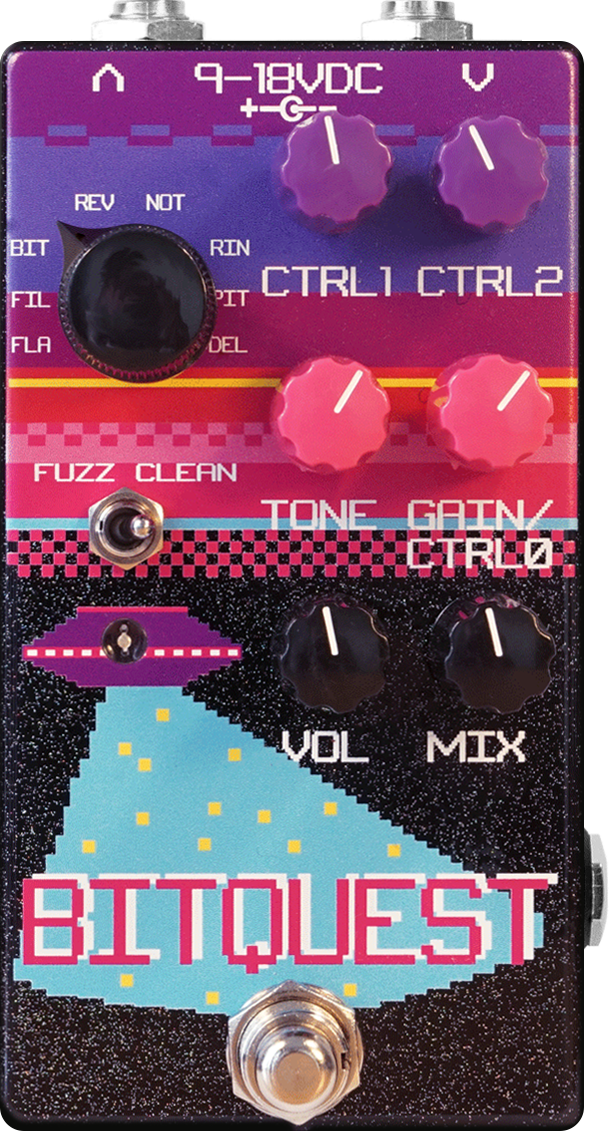 Λ 9-18VDC V
+-C--
REV NOT
BIT RIN
FIL PIT
FLA DEL
CTRL1 CTRL2
FUZZ CLEAN
TONE GAIN/
CTRL0
VOL MIX
BITQUEST